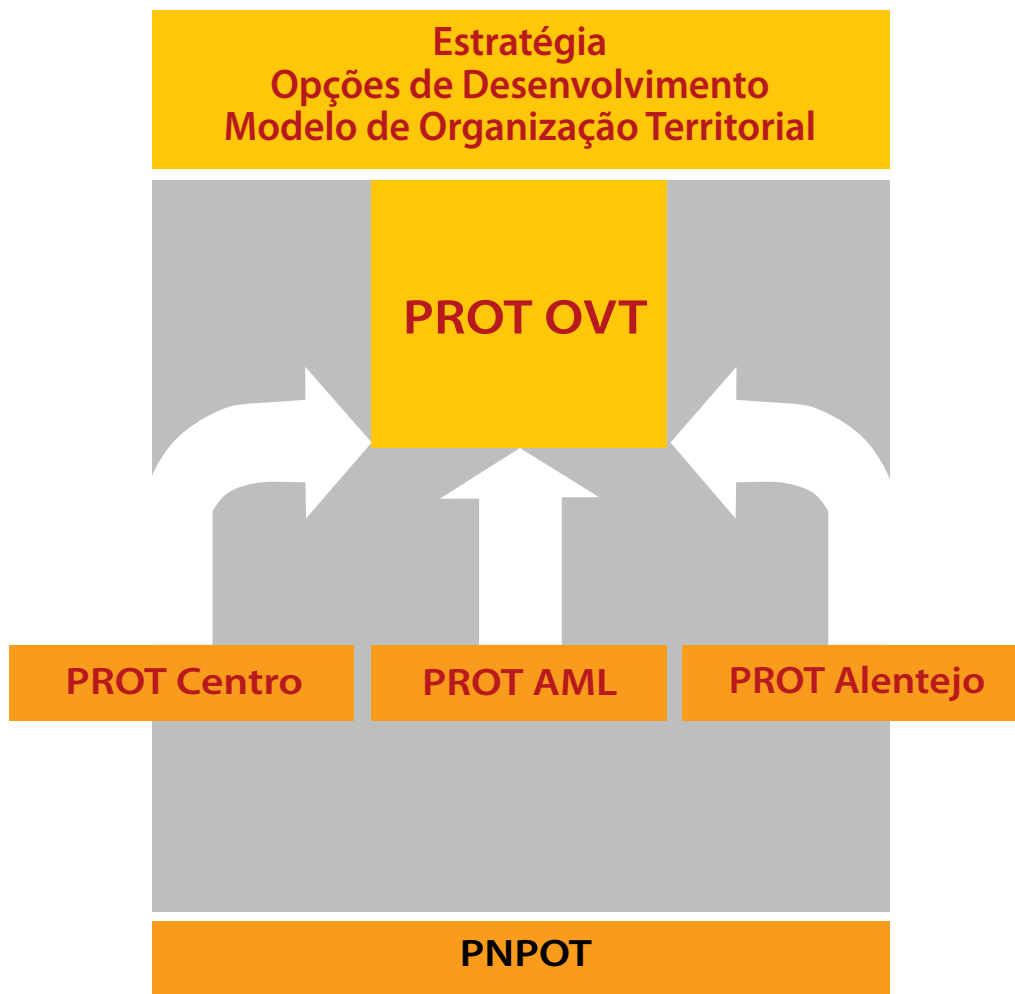 Estratégia
Opções de Desenvolvimento
Modelo de Organização Territorial
PROT OVT
PROT Centro
PROT AML
PROT Alentejo
PNPOT